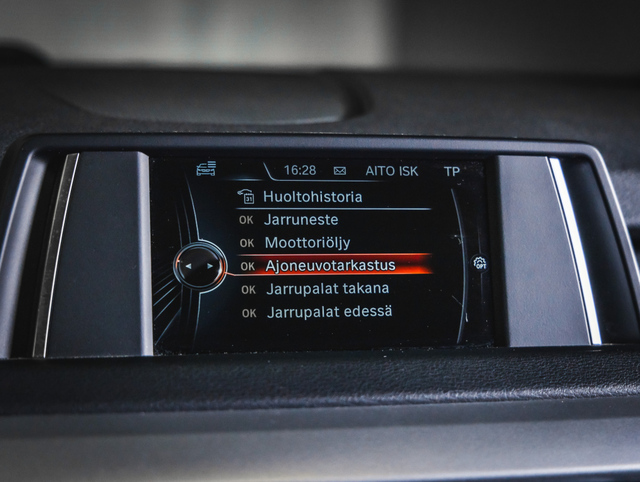 16:28 AITO ISK TP
31 Huoltohistoria
OK Jarruneste
OK Moottoriöljy
OK Ajoneuvotarkastus
OPT
OK Jarrupalat takana
OK Jarrupalat edessä